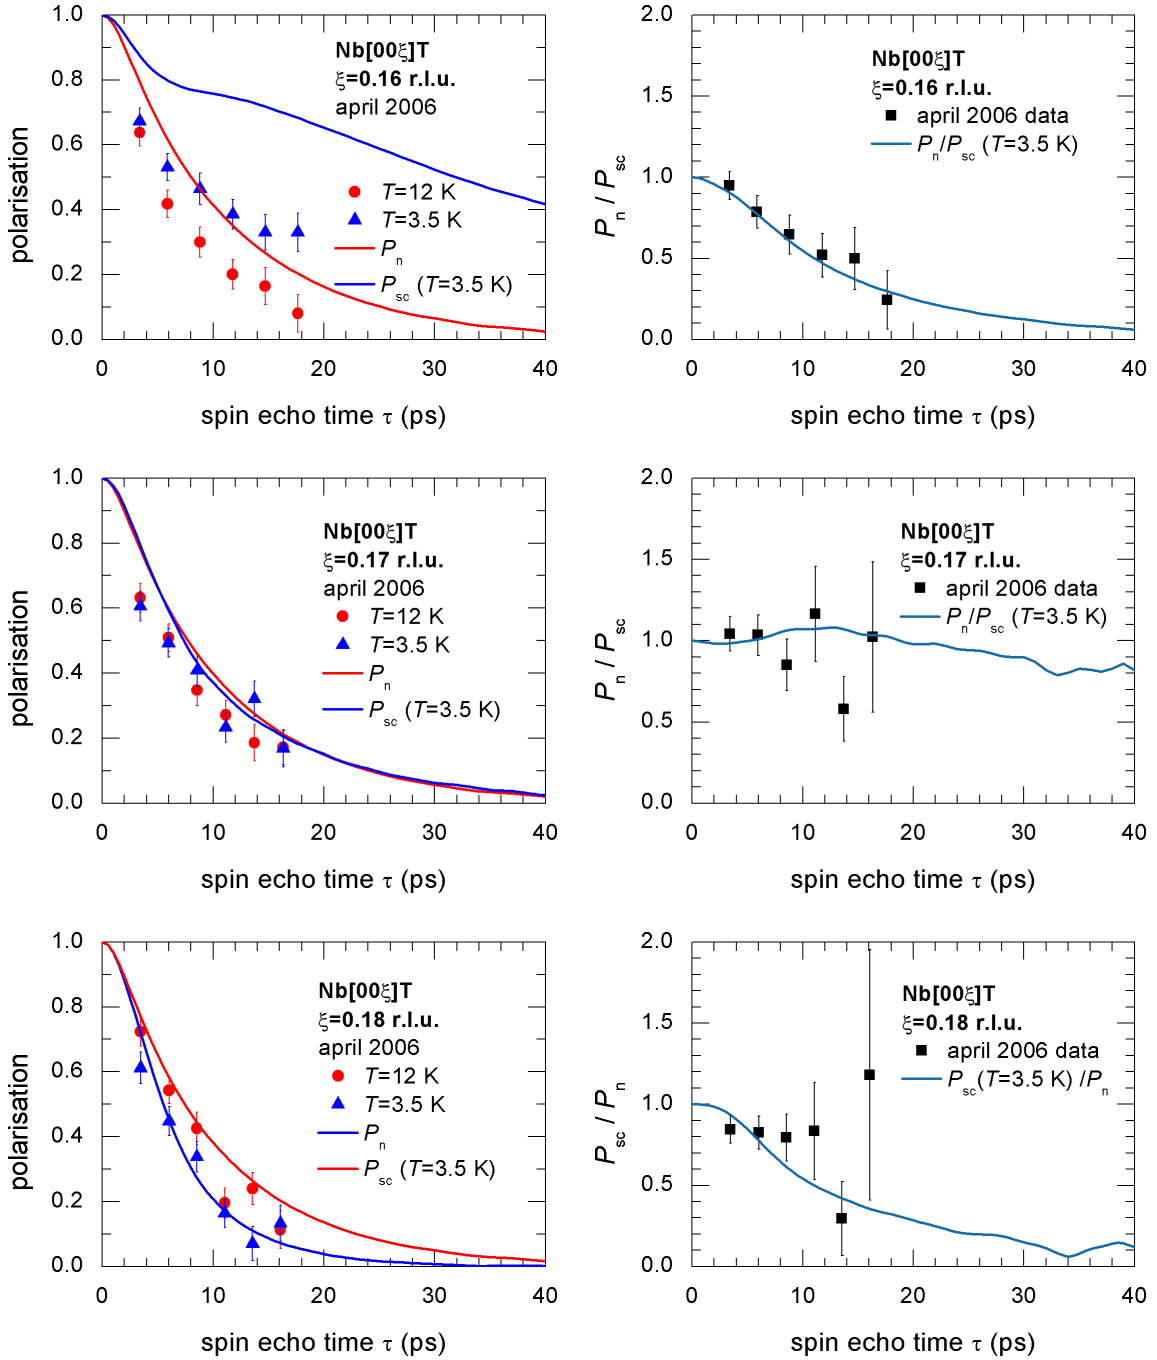 1.0
0.8
0.6
0.4
0.2
0.0
polarisation
Nb[00ξ]T
ξ=0.16 r.l.u.
april 2006
T=12 K
T=3.5 K
Pn
Psc (T=3.5 K)
0 10 20 30 40
spin echo time τ (ps)
2.0
1.5
1.0
0.5
0.0
Pn / Psc
Nb[00ξ]T
ξ=0.16 r.l.u.
april 2006 data
Pn/Psc (T=3.5 K)
0 10 20 30 40
spin echo time τ (ps)
1.0
0.8
0.6
0.4
0.2
0.0
polarisation
Nb[00ξ]T
ξ=0.17 r.l.u.
april 2006
T=12 K
T=3.5 K
Pn
Psc (T=3.5 K)
0 10 20 30 40
spin echo time τ (ps)
2.0
1.5
1.0
0.5
0.0
Pn / Psc
Nb[00ξ]T
ξ=0.17 r.l.u.
april 2006 data
Pn/Psc (T=3.5 K)
0 10 20 30 40
spin echo time τ (ps)
1.0
0.8
0.6
0.4
0.2
0.0
polarisation
Nb[00ξ]T
ξ=0.18 r.l.u.
april 2006
T=12 K
T=3.5 K
Pn
Psc (T=3.5 K)
0 10 20 30 40
spin echo time τ (ps)
2.0
1.5
1.0
0.5
0.0
Psc / Pn
Nb[00ξ]T
ξ=0.18 r.l.u.
april 2006 data
Psc(T=3.5 K) /Pn
0 10 20 30 40
spin echo time τ (ps)